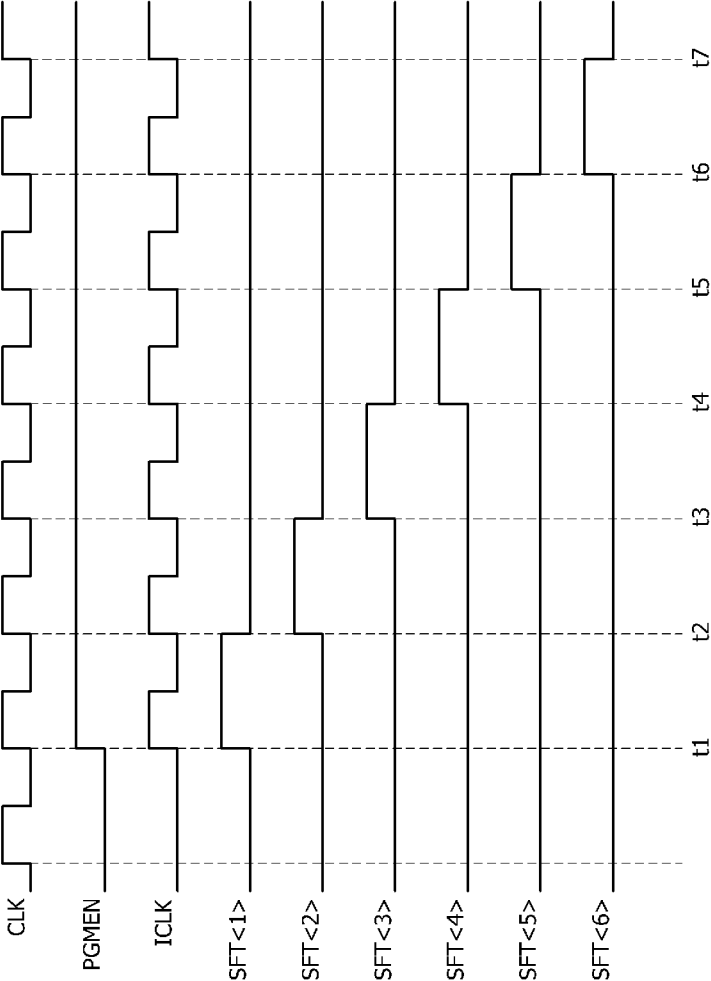 CLK
PGMEN
ICLK
SFT<1>
SFT<2>
SFT<3>
SFT<4>
SFT<5>
SFT<6>
t1
t2
t3
t4
t5
t6
t7